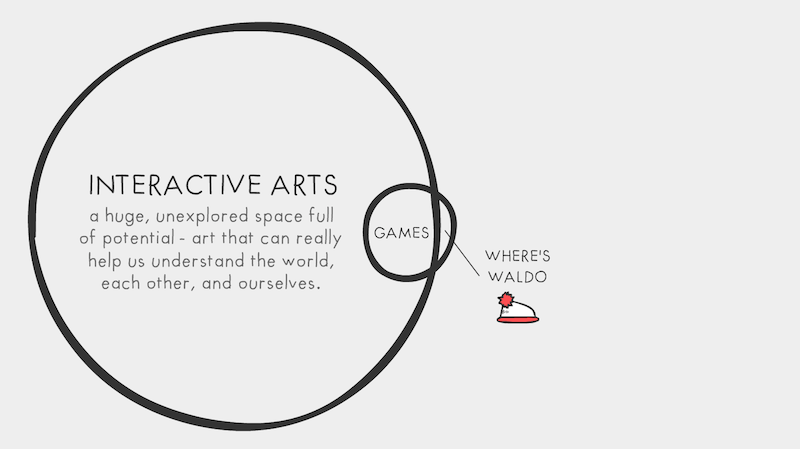 INTERACTIVE ARTS
a huge, unexplored space full
of potential - art that can really
help us understand the world,
each other, and ourselves.
GAMES
WHERE'S
WALDO